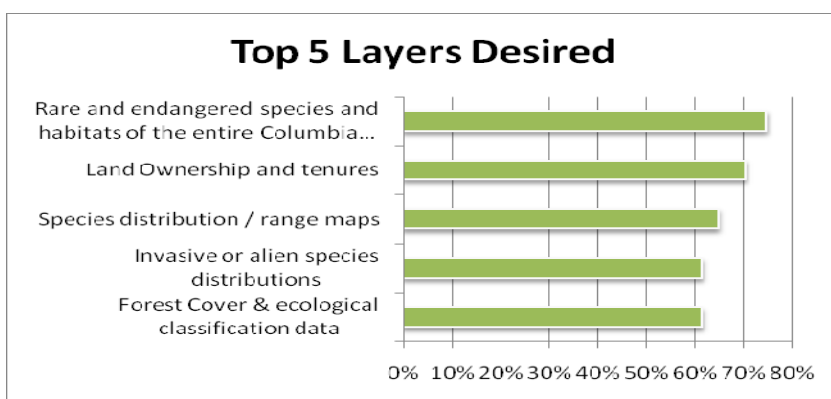 Top 5 Layers Desired
Rare and endangered species and
habitats of the entire Columbia...
Land Ownership and tenures
Species distribution / range maps
Invasive or alien species
distributions
Forest Cover & ecological
classification data
0% 10% 20% 30% 40% 50% 60% 70% 80%